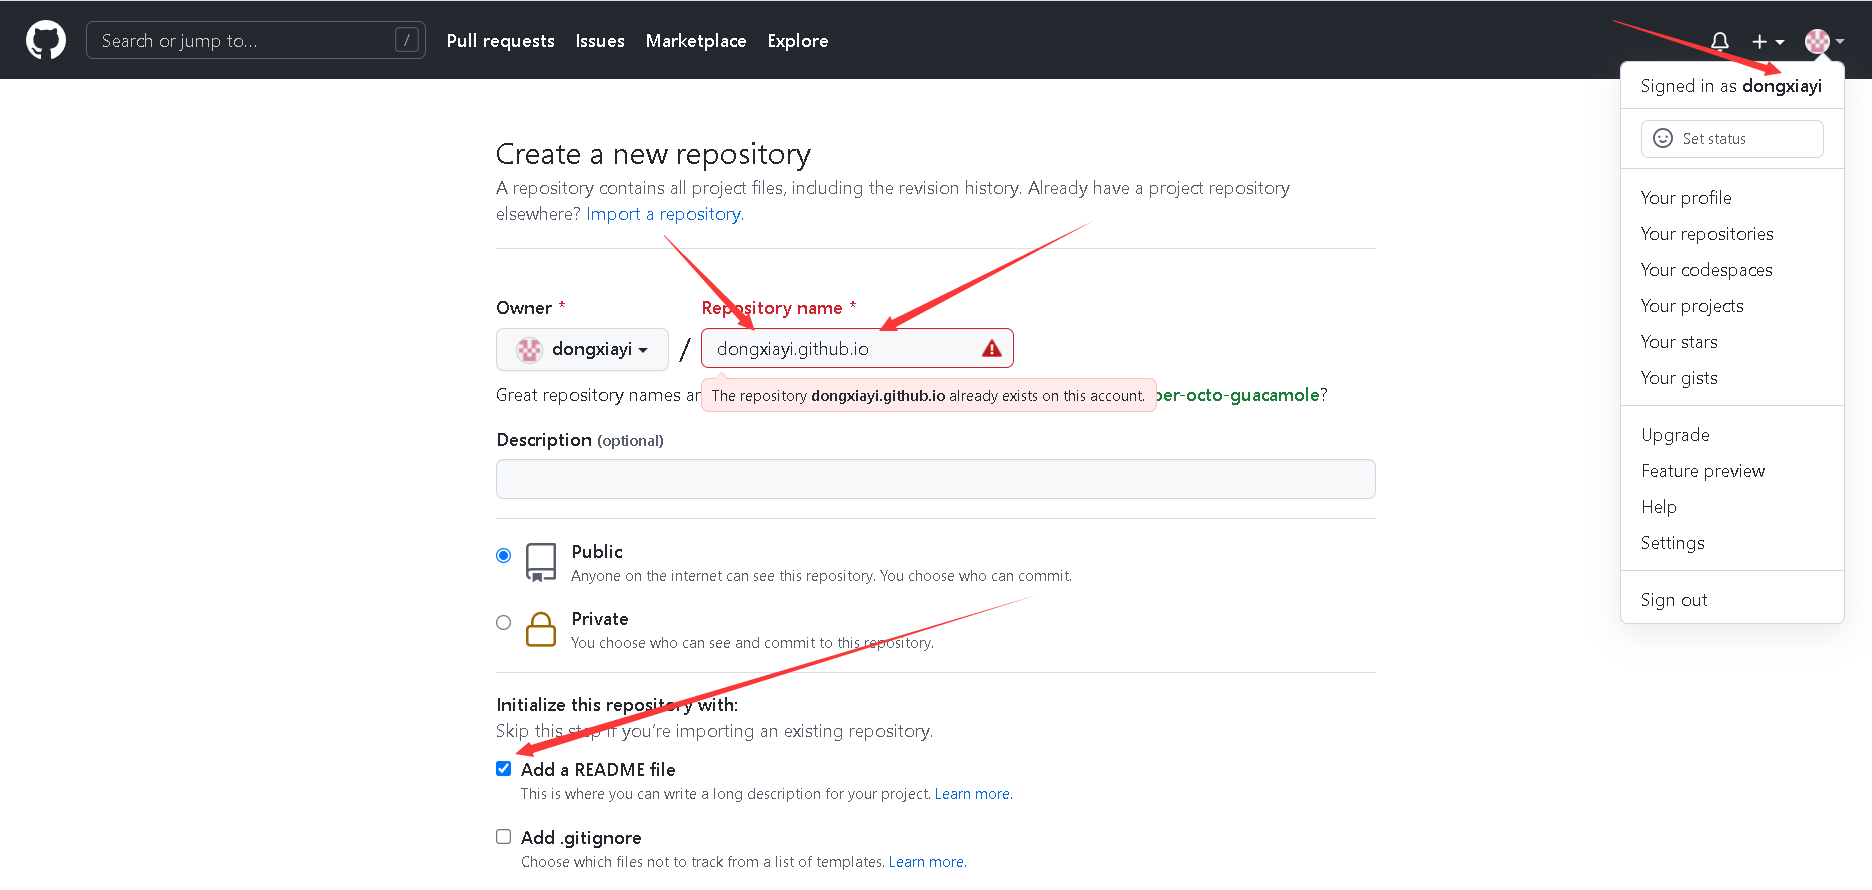 Search or jump to...
/
Pull requests
Issues
Marketplace
Explore
Signed in as dongxiayi
Set status
Your profile
Your repositories
Your codespaces
Your projects
Your stars
Your gists
Upgrade
Feature preview
Help
Settings
Sign out
Create a new repository
A repository contains all project files, including the revision history. Already have a project repository
elsewhere? Import a repository.
Owner *
Repository name *
dongxiayi
/
dongxiayi.github.io
The repository dongxiayi.github.io already exists on this account.
Great repository names
-octo-guacamole?
Description (optional)
Public
Anyone on the internet can see this repository. You choose who can commit.
Private
You choose who can see and commit to this repository.
Initialize this repository with:
Skip this step if you're importing an existing repository.
Add a README file
This is where you can write a long description for your project. Learn more.
Add .gitignore
Choose which files not to track from a list of templates. Learn more.